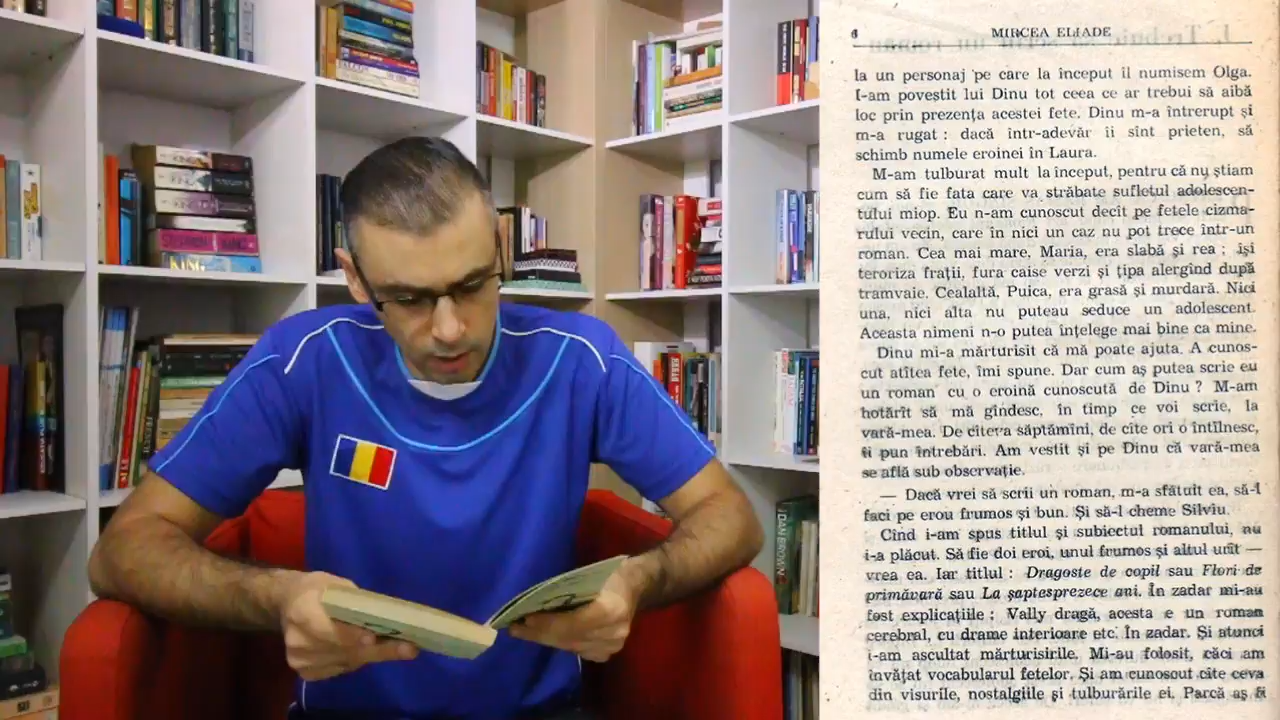 KING
STEPHEN KING
KING
DAN BROWN
6 MIRCEA ELIADE
la un personaj pe care la început îl numisem Olga.
I-am povestit lui Dinu tot ceea ce ar trebui să aibă
loc prin prezența acestei fete. Dinu m-a întrerupt și
m-a rugat : dacă într-adevăr îi sînt prieten, să
schimb numele eroinei în Laura.
M-am tulburat mult la început, pentru că nu știam
cum să fie fata care va străbate sufletul adolescen-
tului miop. Eu n-am cunoscut decît pe fetele cizma-
rului vecin, care în nici un caz nu pot trece într-un
roman. Cea mai mare, Maria, era slabă și rea ; își
teroriza frații, fura caise verzi și țipa alergînd după
tramvaie. Cealaltă, Puica, era grasă și murdară. Nici
una, nici alta nu puteau seduce un adolescent.
Aceasta nimeni n-o putea înțelege mai bine ca mine.
Dinu mi-a mărturisit că mă poate ajuta. A cunos-
cut atîtea fete, îmi spune. Dar cum aș putea scrie eu
un roman cu o eroină cunoscută de Dinu ? M-am
hotărît să mă gîndesc, în timp ce voi scrie, la
vară-mea. De cîteva săptămîni, de cîte ori o întîlnesc,
îi pun întrebări. Am vestit și pe Dinu că vară-mea
se află sub observație.
— Dacă vrei să scrii un roman, m-a sfătuit ea, să-l
faci pe erou frumos și bun. Și să-l cheme Silviu.
Cînd i-am spus titlul și subiectul romanului, nu
i-a plăcut. Să fie doi eroi, unul frumos și altul urît —
vrea ea. Iar titlul : Dragoste de copil sau Flori de
primăvară sau La șaptesprezece ani. În zadar mi-au
fost explicațiile : Vally dragă, acesta e un roman
cerebral, cu drame interioare etc. În zadar. Și atunci
i-am ascultat mărturisirile. Mi-au folosit, căci am
învățat vocabularul fetelor. Și am cunoscut cîte ceva
din visurile, nostalgiile și tulburările ei. Parcă aș fi